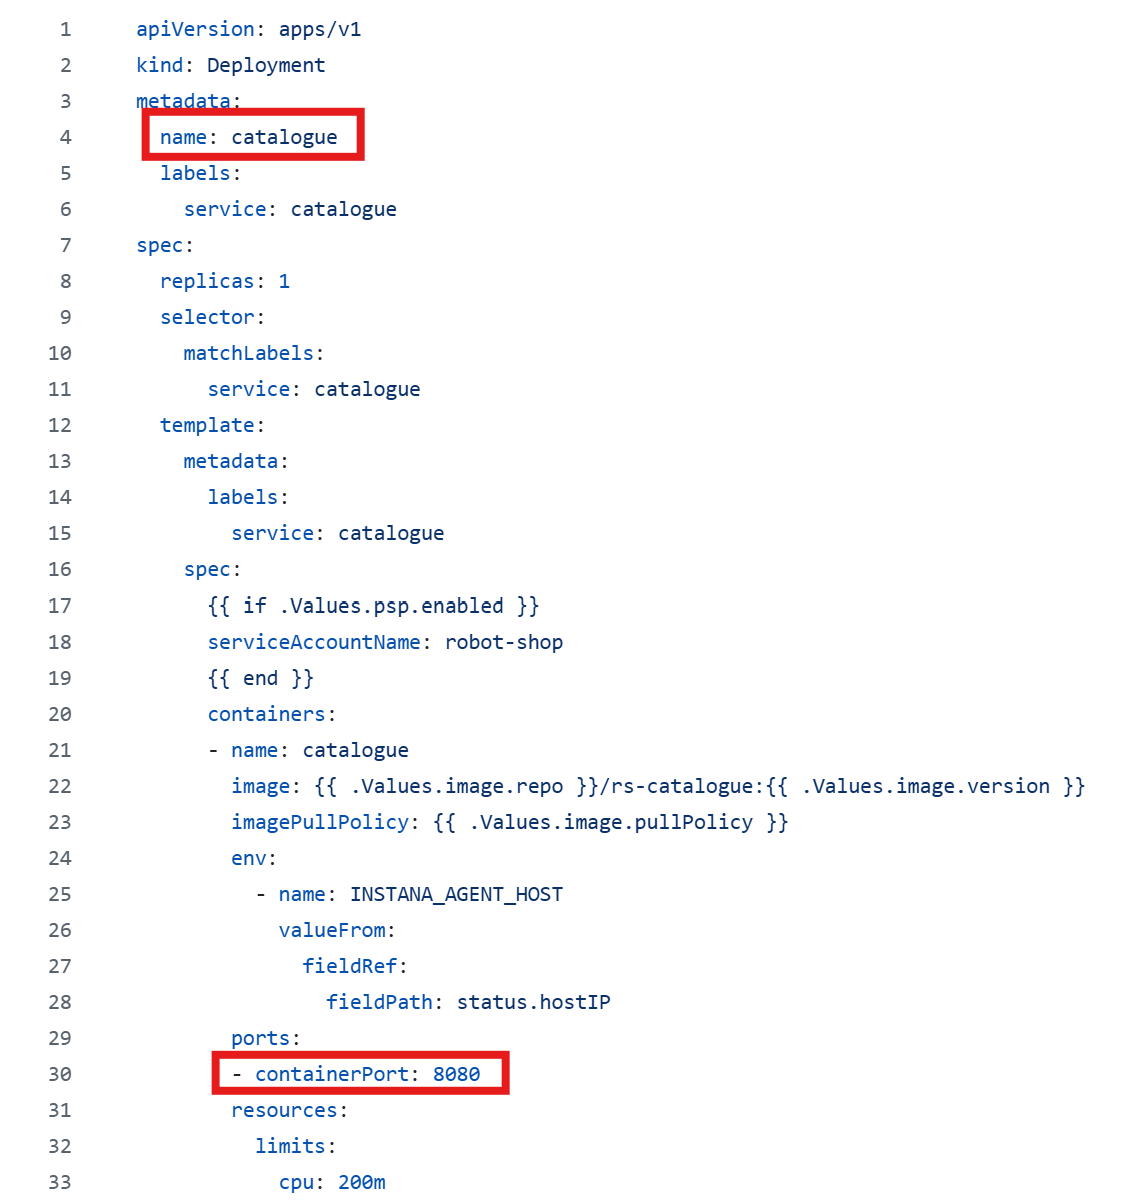 1 apiVersion: apps/v1
2 kind: Deployment
3 metadata:
4   name: catalogue
5   labels:
6     service: catalogue
7 spec:
8   replicas: 1
9   selector:
10     matchLabels:
11       service: catalogue
12   template:
13     metadata:
14       labels:
15         service: catalogue
16     spec:
17       {{ if .Values.psp.enabled }}
18       serviceAccountName: robot-shop
19       {{ end }}
20       containers:
21       - name: catalogue
22         image: {{ .Values.image.repo }}/rs-catalogue:{{ .Values.image.version }}
23         imagePullPolicy: {{ .Values.image.pullPolicy }}
24         env:
25           - name: INSTANA_AGENT_HOST
26             valueFrom:
27               fieldRef:
28                 fieldPath: status.hostIP
29         ports:
30         - containerPort: 8080
31         resources:
32           limits:
33             cpu: 200m